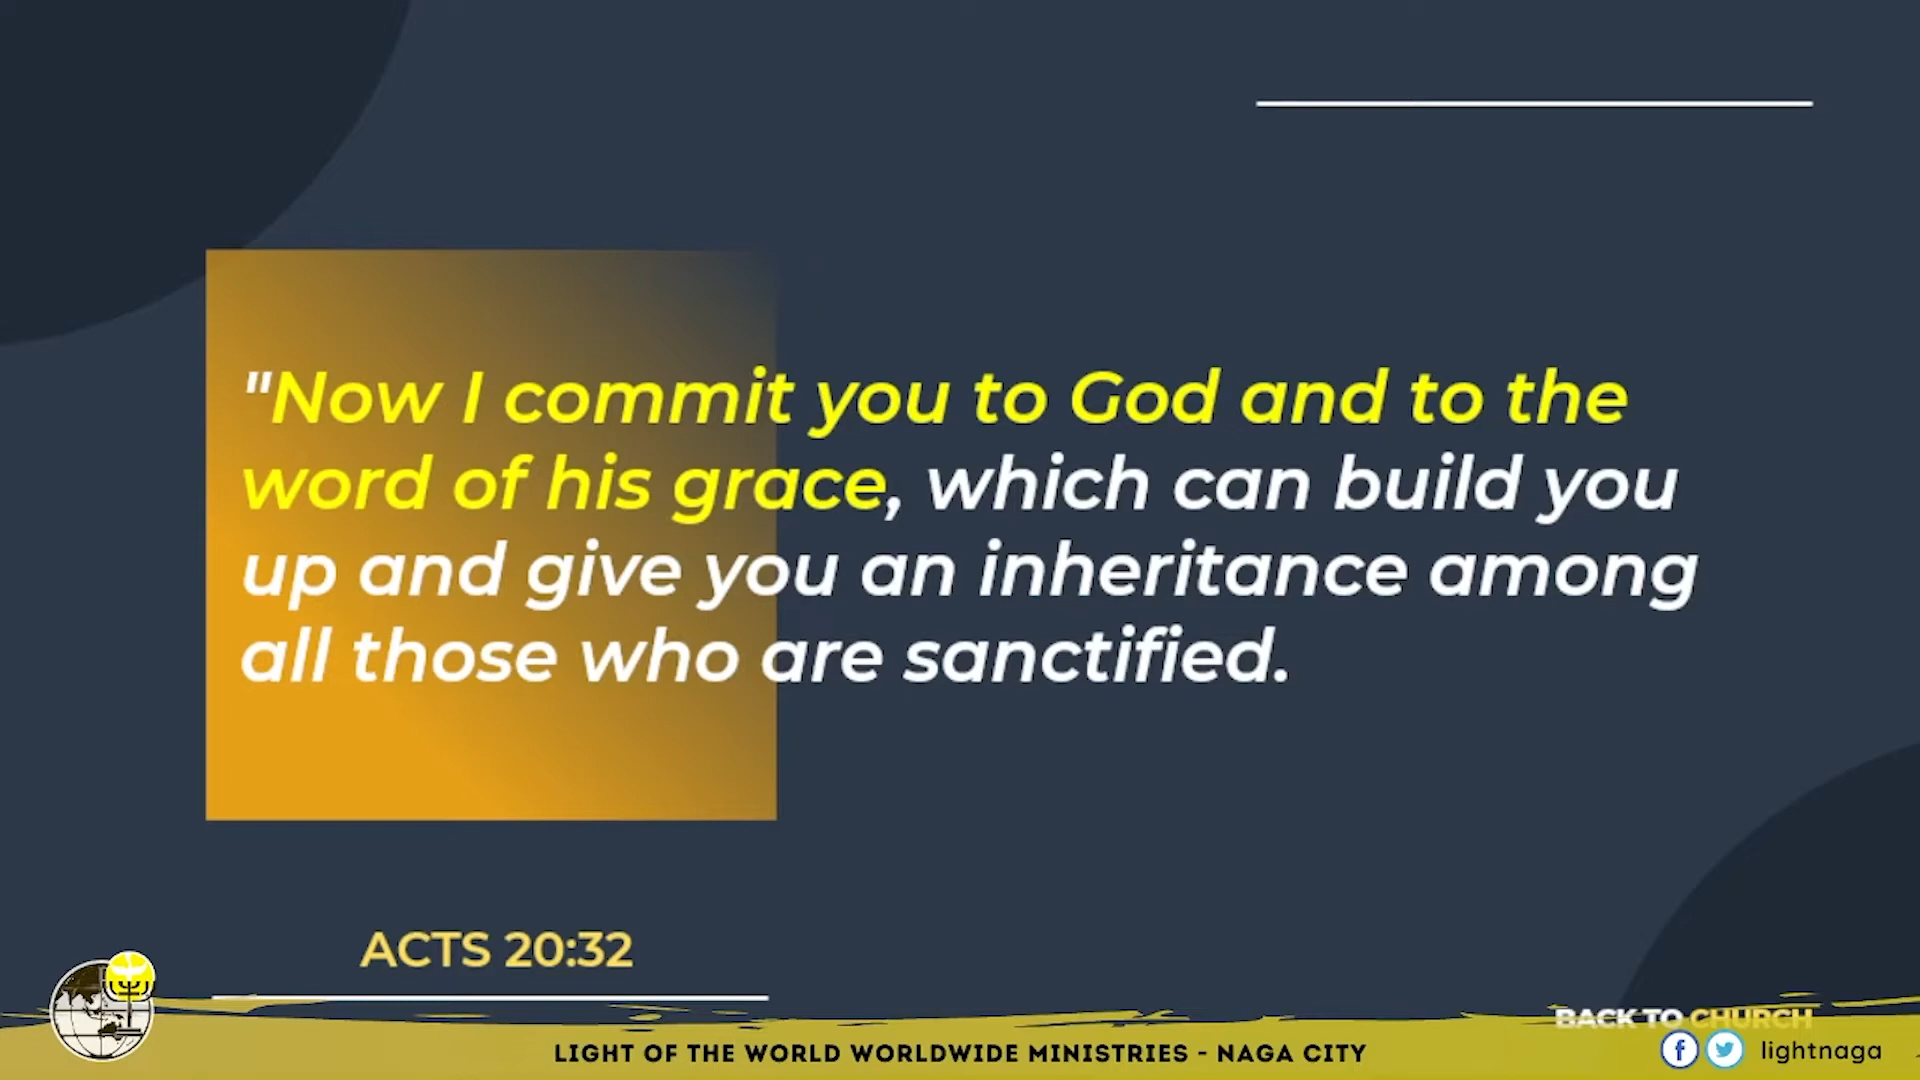 "Now I commit you to God and to the
word of his grace, which can build you
up and give you an inheritance among
all those who are sanctified.
ACTS 20:32
BACK TO CHURCH
LIGHT OF THE WORLD WORLDWIDE MINISTRIES - NAGA CITY
lightnaga